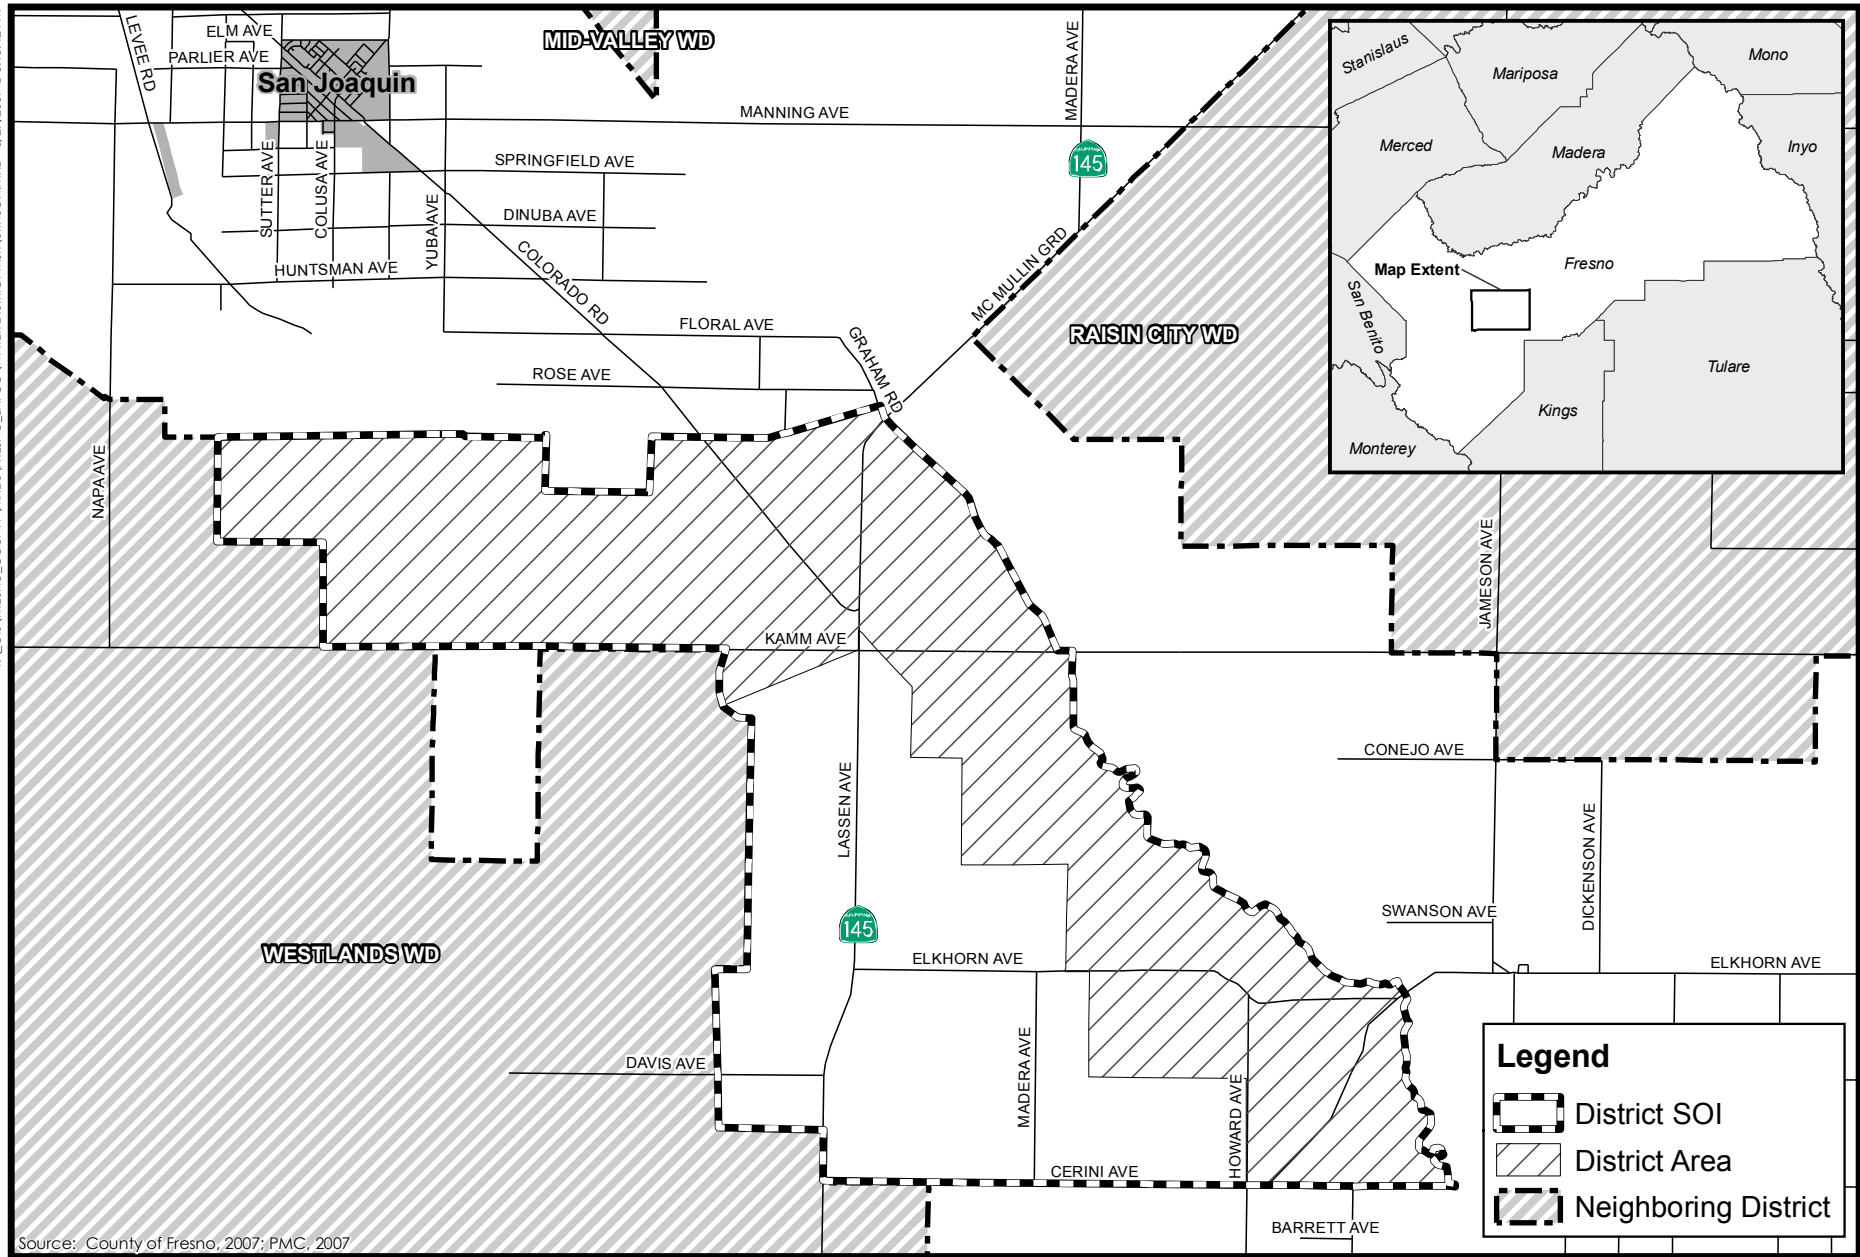 LEVEE RD
ELM AVE
PARLIER AVE
San Joaquin
MID-VALLEY WD
MADERA AVE
MANNING AVE
CALIFORNIA
145
SPRINGFIELD AVE
SUTTER AVE
COLUSA AVE
YUBA AVE
DINUBA AVE
HUNTSMAN AVE
COLORADO RD
MC MULLIN GRD
FLORAL AVE
GRAHAM RD
RAISIN CITY WD
ROSE AVE
NAPA AVE
Stanislaus
Mariposa
Mono
Merced
Madera
Inyo
Fresno
Map Extent
San Benito
Tulare
Kings
Monterey
JAMESON AVE
KAMM AVE
CONEJO AVE
LASSEN AVE
DICKENSON AVE
SWANSON AVE
CALIFORNIA
145
WESTLANDS WD
ELKHORN AVE
ELKHORN AVE
DAVIS AVE
MADERA AVE
HOWARD AVE
CERINI AVE
BARRETT AVE
Legend
District SOI
District Area
Neighboring District
Source: County of Fresno, 2007; PMC, 2007